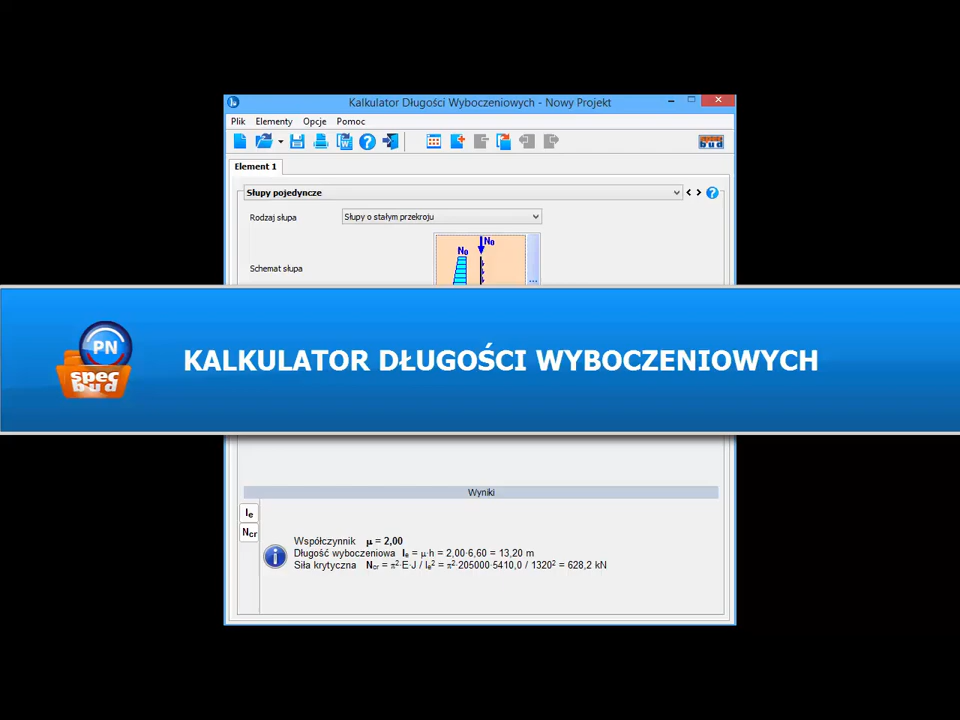 Kalkulator Długości Wyboczeniowych - Nowy Projekt
Plik Elementy Opcje Pomoc
spec bud
Element 1
Słupy pojedyncze
Rodzaj słupa Słupy o stałym przekroju
N₀
N₀
Schemat słupa
...
PN
spec
bud
KALKULATOR DŁUGOŚCI WYBOCZENIOWYCH
Wyniki
lₑ
N꜀ᵣ
Współczynnik μ = 2,00
Długość wyboczeniowa lₑ = μ·h = 2,00·6,60 = 13,20 m
Siła krytyczna N꜀ᵣ = π²·E·J / lₑ² = π²·205000·5410,0 / 1320² = 628,2 kN